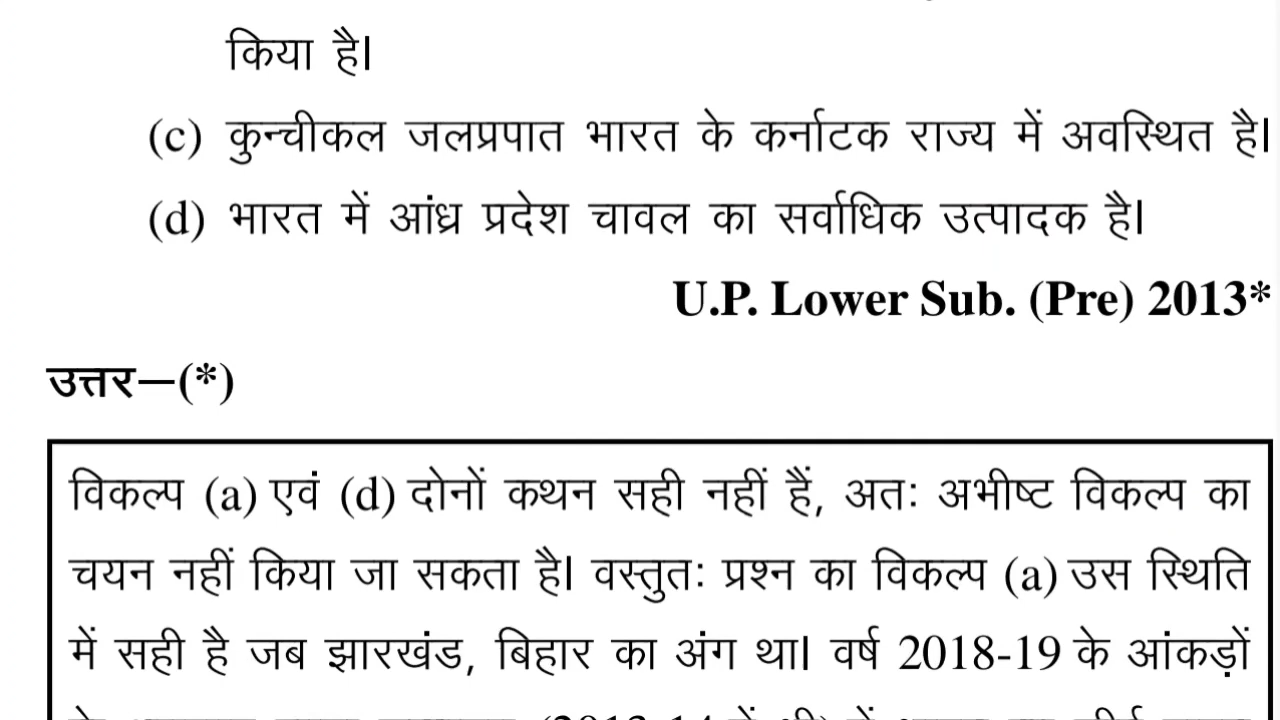 किया है।
(c) कुन्चीकल जलप्रपात भारत के कर्नाटक राज्य में अवस्थित है।
(d) भारत में आंध्र प्रदेश चावल का सर्वाधिक उत्पादक है।
U.P. Lower Sub. (Pre) 2013*
उत्तर—(*)
विकल्प (a) एवं (d) दोनों कथन सही नहीं हैं, अतः अभीष्ट विकल्प का
चयन नहीं किया जा सकता है। वस्तुतः प्रश्न का विकल्प (a) उस स्थिति
में सही है जब झारखंड, बिहार का अंग था। वर्ष 2018-19 के आंकड़ों